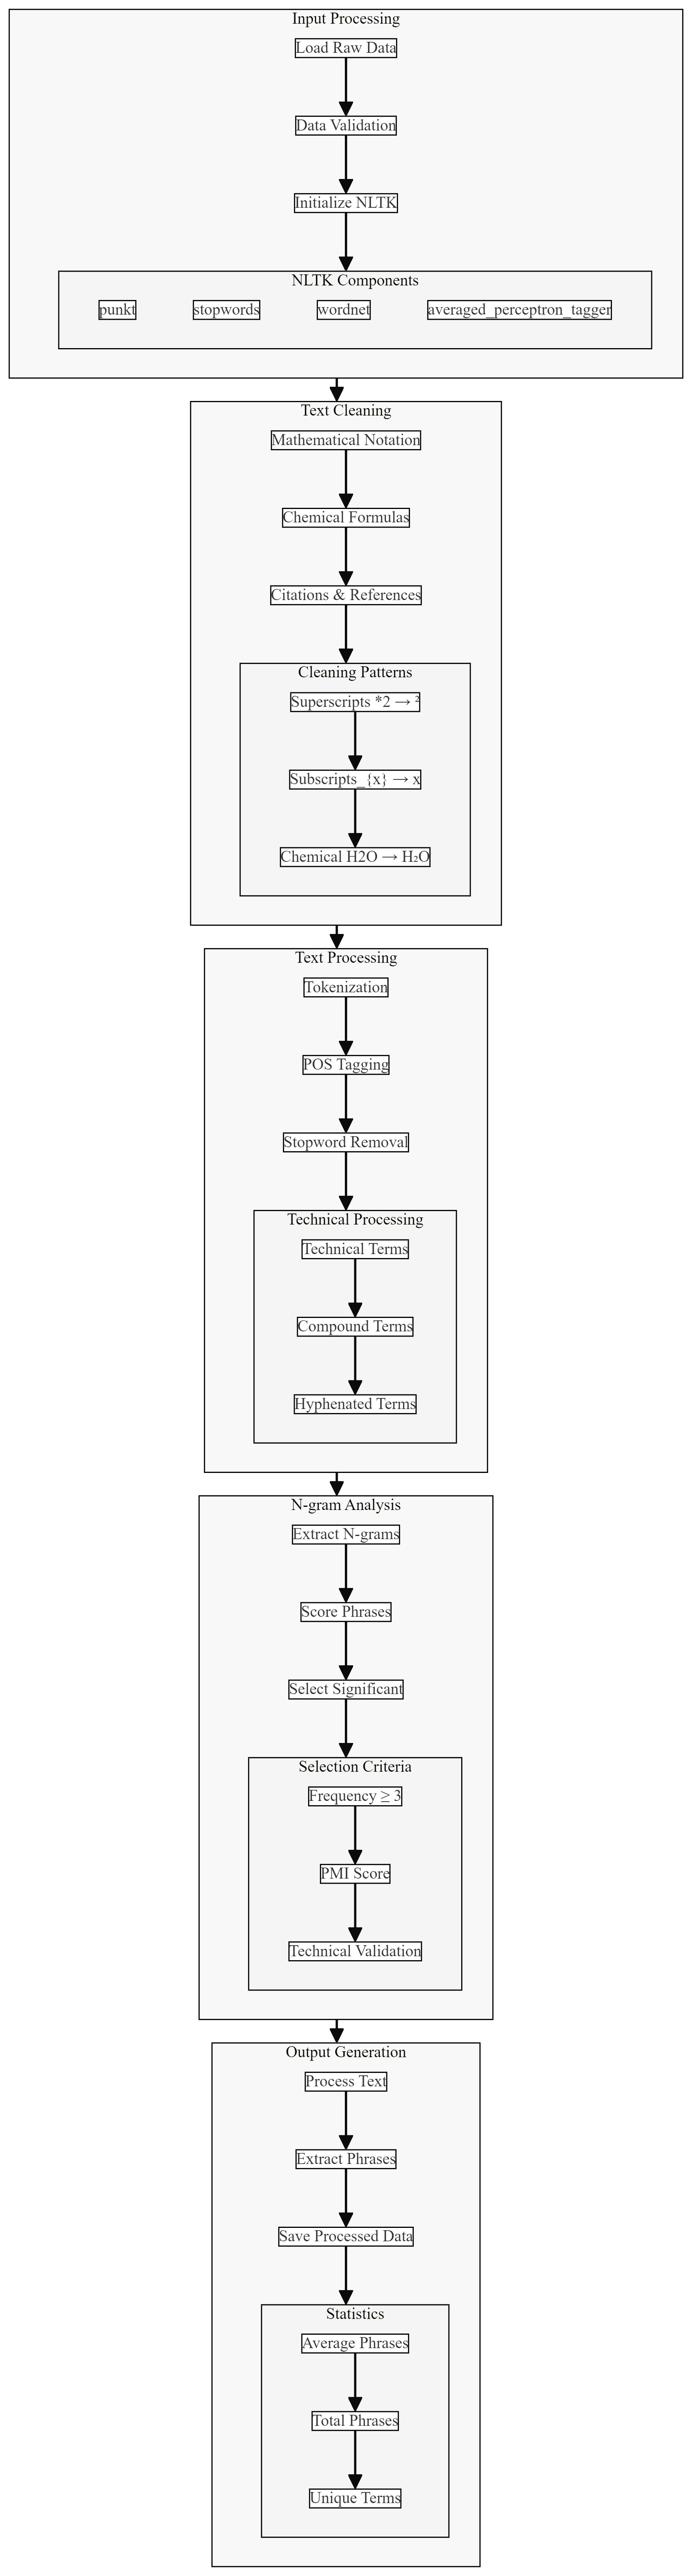 Input Processing
Load Raw Data
Data Validation
Initialize NLTK
NLTK Components
punkt stopwords wordnet averaged_perceptron_tagger
Text Cleaning
Mathematical Notation
Chemical Formulas
Citations & References
Cleaning Patterns
Superscripts *2 → ²
Subscripts_{x} → x
Chemical H2O → H₂O
Text Processing
Tokenization
POS Tagging
Stopword Removal
Technical Processing
Technical Terms
Compound Terms
Hyphenated Terms
N-gram Analysis
Extract N-grams
Score Phrases
Select Significant
Selection Criteria
Frequency ≥ 3
PMI Score
Technical Validation
Output Generation
Process Text
Extract Phrases
Save Processed Data
Statistics
Average Phrases
Total Phrases
Unique Terms